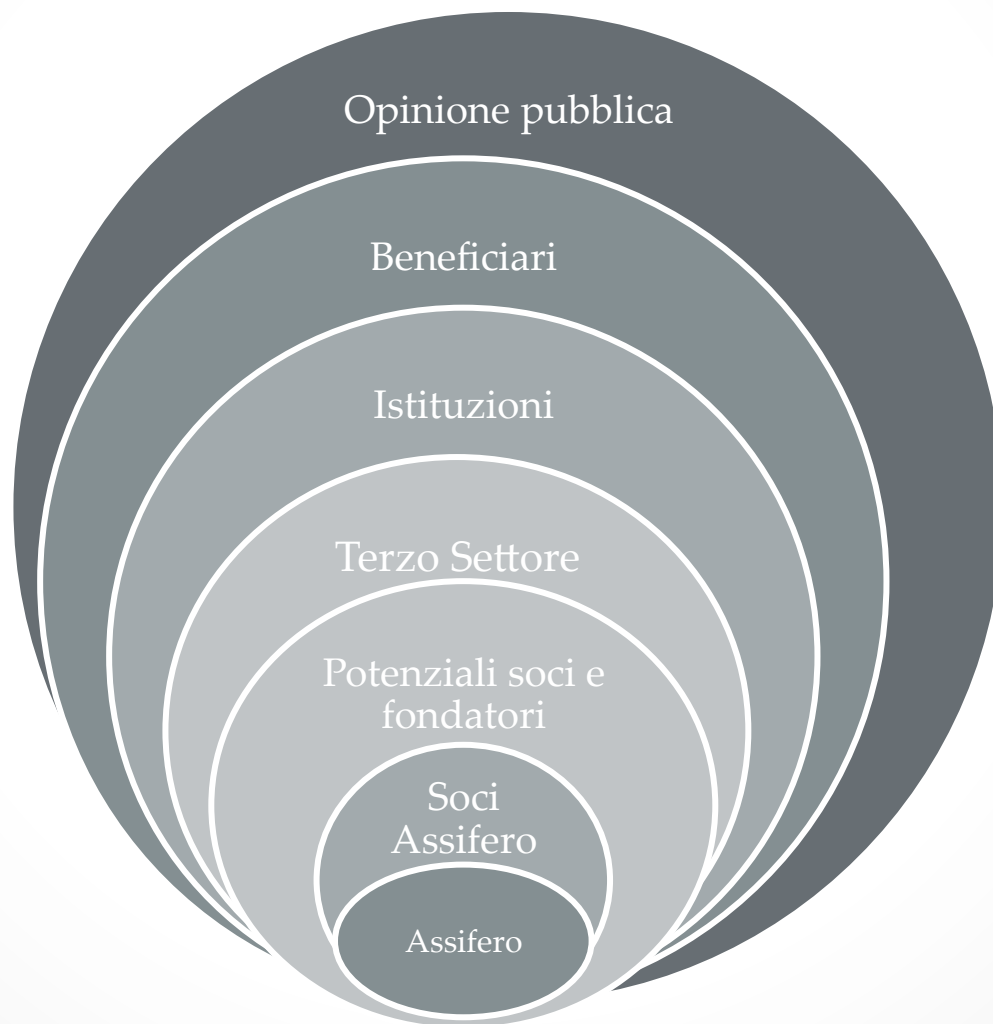 Opinione pubblica
Beneficiari
Istituzioni
Terzo Settore
Potenziali soci e
fondatori
Soci
Assifero
Assifero